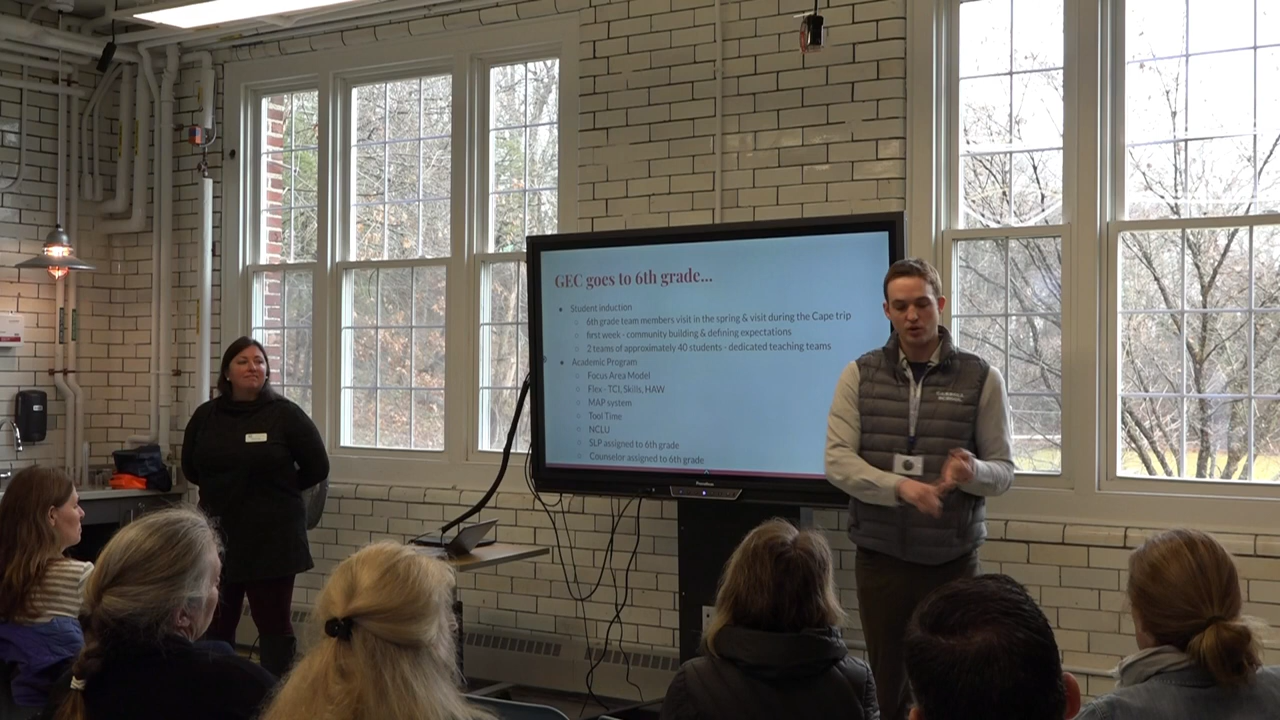 GEC goes to 6th grade...
Student induction
6th grade team members visit in the spring & visit during the Cape trip
first week - community building & defining expectations
2 teams of approximately 40 students - dedicated teaching teams
Academic Program
Focus Area Model
Flex - TCI, Skills, HAW
MAP system
Tool Time
NCLU
SLP assigned to 6th grade
Counselor assigned to 6th grade
CARROLL
SCHOOL